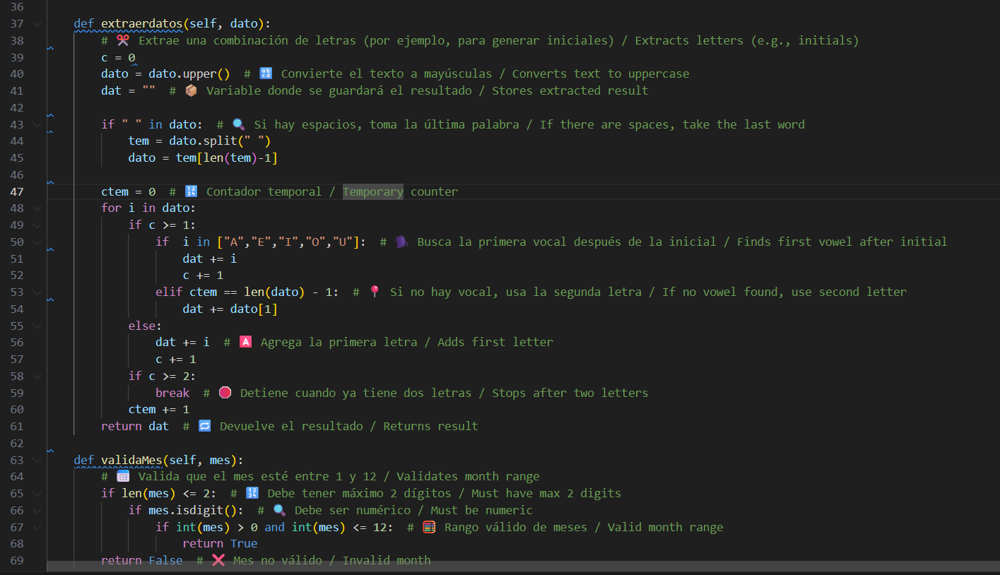 36
37 def extraerdatos(self, dato):
38 # ✂️ Extrae una combinación de letras (por ejemplo, para generar iniciales) / Extracts letters (e.g., initials)
39 c = 0
40 dato = dato.upper()  # 🔡 Convierte el texto a mayúsculas / Converts text to uppercase
41 dat = ""  # 📦 Variable donde se guardará el resultado / Stores extracted result
42
43 if " " in dato:  # 🔍 Si hay espacios, toma la última palabra / If there are spaces, take the last word
44 tem = dato.split(" ")
45 dato = tem[len(tem)-1]
46
47 ctem = 0  # 🔢 Contador temporal / Temporary counter
48 for i in dato:
49 if c >= 1:
50 if  i in ["A","E","I","O","U"]:  # 🗣️ Busca la primera vocal después de la inicial / Finds first vowel after initial
51 dat += i
52 c += 1
53 elif ctem == len(dato) - 1:  # 📍 Si no hay vocal, usa la segunda letra / If no vowel found, use second letter
54 dat += dato[1]
55 else:
56 dat += i  # 🅰️ Agrega la primera letra / Adds first letter
57 c += 1
58 if c >= 2:
59 break  # 🛑 Detiene cuando ya tiene dos letras / Stops after two letters
60 ctem += 1
61 return dat  # 🔁 Devuelve el resultado / Returns result
62
63 def validaMes(self, mes):
64 # 📅 Valida que el mes esté entre 1 y 12 / Validates month range
65 if len(mes) <= 2:  # 🔢 Debe tener máximo 2 dígitos / Must have max 2 digits
66 if mes.isdigit():  # 🔍 Debe ser numérico / Must be numeric
67 if int(mes) > 0 and int(mes) <= 12:  # 🧮 Rango válido de meses / Valid month range
68 return True
69 return False  # ❌ Mes no válido / Invalid month